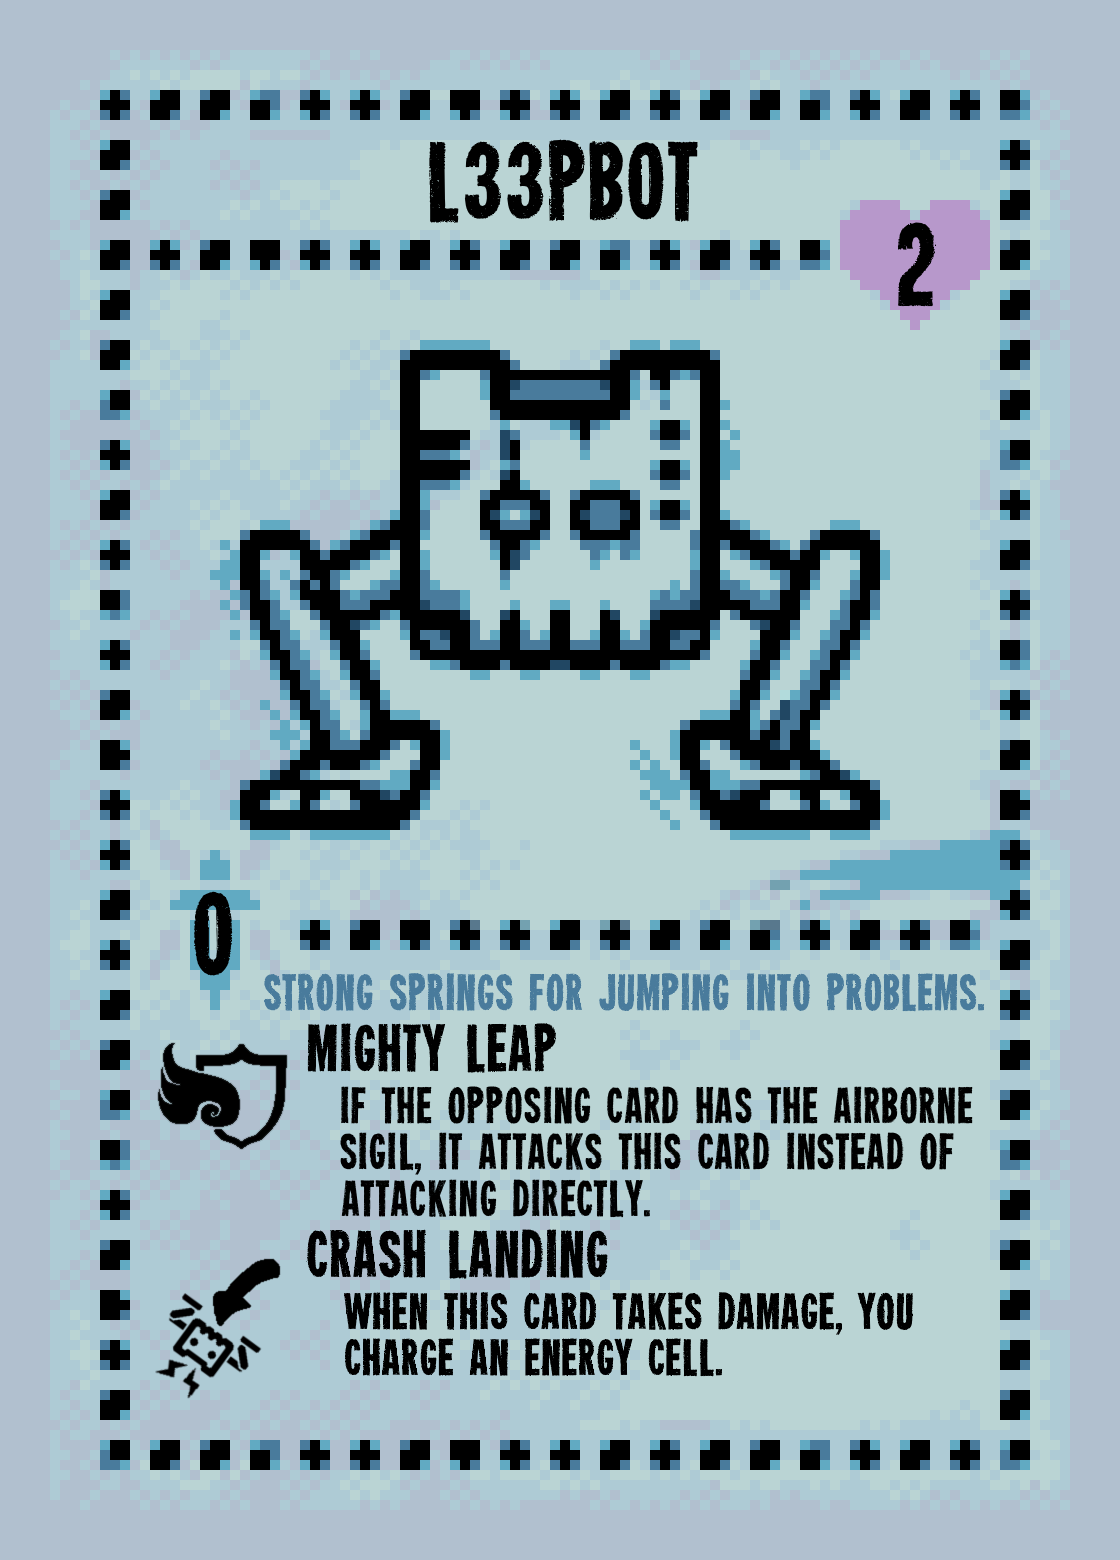 L33PBOT
2
0
STRONG SPRINGS FOR JUMPING INTO PROBLEMS.
MIGHTY LEAP
IF THE OPPOSING CARD HAS THE AIRBORNE
SIGIL, IT ATTACKS THIS CARD INSTEAD OF
ATTACKING DIRECTLY.
CRASH LANDING
WHEN THIS CARD TAKES DAMAGE, YOU
CHARGE AN ENERGY CELL.